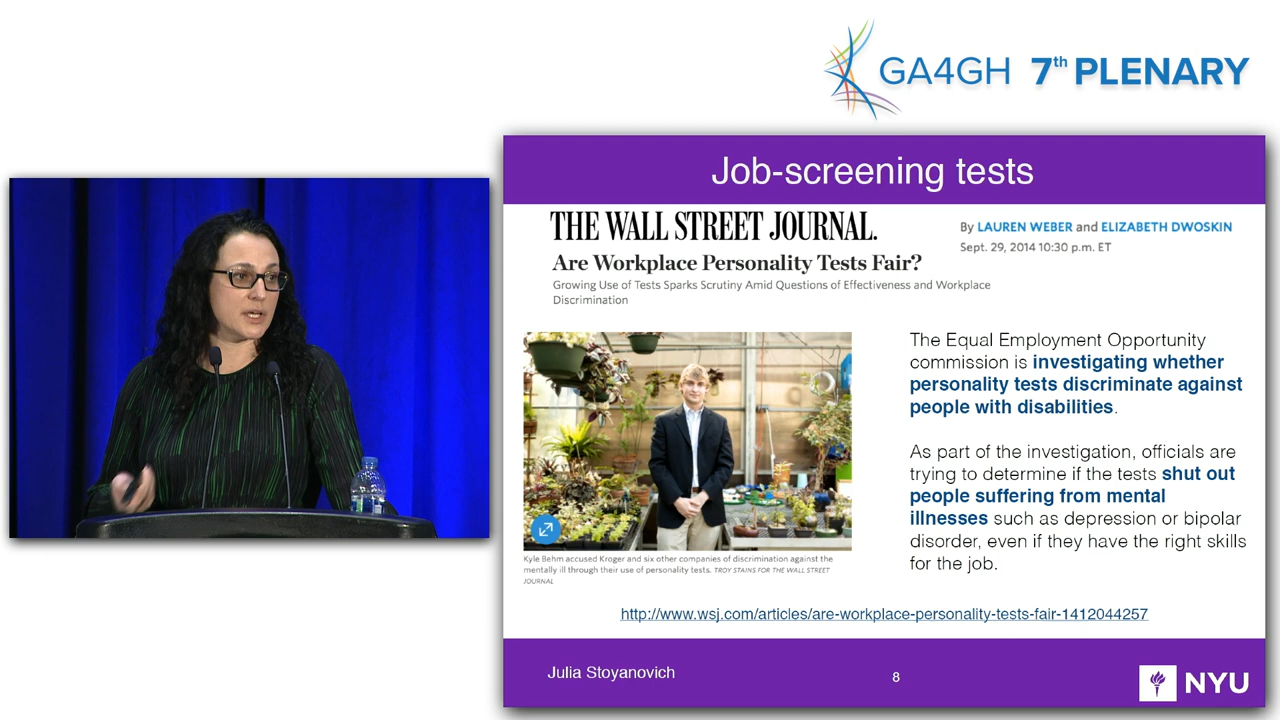 GA4GH 7th PLENARY
Job-screening tests
THE WALL STREET JOURNAL.
By LAUREN WEBER and ELIZABETH DWOSKIN
Sept. 29, 2014 10:30 p.m. ET
Are Workplace Personality Tests Fair?
Growing Use of Tests Sparks Scrutiny Amid Questions of Effectiveness and Workplace
Discrimination
Kyle Behm accused Kroger and six other companies of discrimination against the
mentally ill through their use of personality tests. TROY STAINS FOR THE WALL STREET
JOURNAL
The Equal Employment Opportunity
commission is investigating whether
personality tests discriminate against
people with disabilities.
As part of the investigation, officials are
trying to determine if the tests shut out
people suffering from mental
illnesses such as depression or bipolar
disorder, even if they have the right skills
for the job.
http://www.wsj.com/articles/are-workplace-personality-tests-fair-1412044257
Julia Stoyanovich
8
NYU